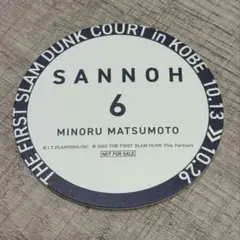 THE FIRST SLAM DUNK COURT in KOBE 10.13 >> 10.26
SANNOH
6
MINORU MATSUMOTO
© I.T.PLANNING,INC. © 2022 THE FIRST SLAM DUNK Film Partners
NOT FOR SALE